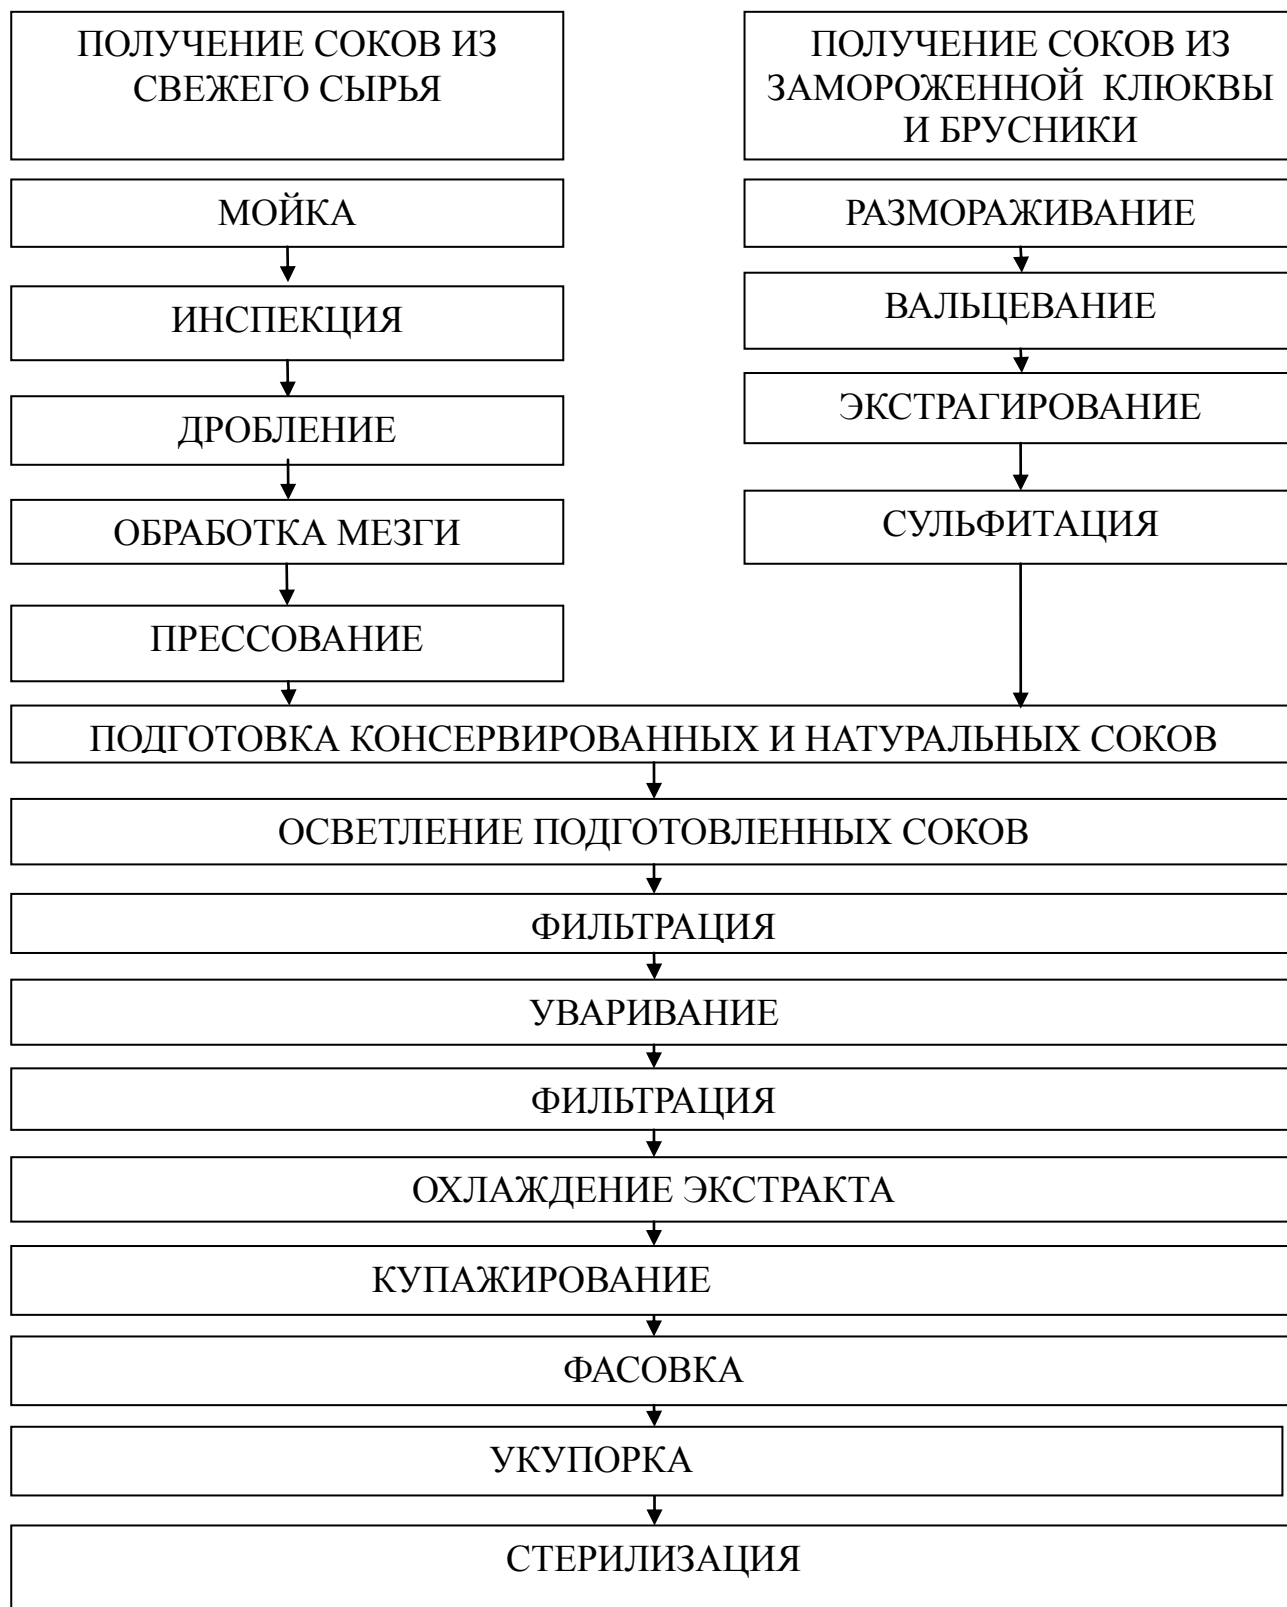 ПОЛУЧЕНИЕ СОКОВ ИЗ
СВЕЖЕГО СЫРЬЯ
МОЙКА
ИНСПЕКЦИЯ
ДРОБЛЕНИЕ
ОБРАБОТКА МЕЗГИ
ПРЕССОВАНИЕ
ПОЛУЧЕНИЕ СОКОВ ИЗ
ЗАМОРОЖЕННОЙ КЛЮКВЫ
И БРУСНИКИ
РАЗМОРАЖИВАНИЕ
ВАЛЬЦЕВАНИЕ
ЭКСТРАГИРОВАНИЕ
СУЛЬФИТАЦИЯ
ПОДГОТОВКА КОНСЕРВИРОВАННЫХ И НАТУРАЛЬНЫХ СОКОВ
ОСВЕТЛЕНИЕ ПОДГОТОВЛЕННЫХ СОКОВ
ФИЛЬТРАЦИЯ
УВАРИВАНИЕ
ФИЛЬТРАЦИЯ
ОХЛАЖДЕНИЕ ЭКСТРАКТА
КУПАЖИРОВАНИЕ
ФАСОВКА
УКУПОРКА
СТЕРИЛИЗАЦИЯ